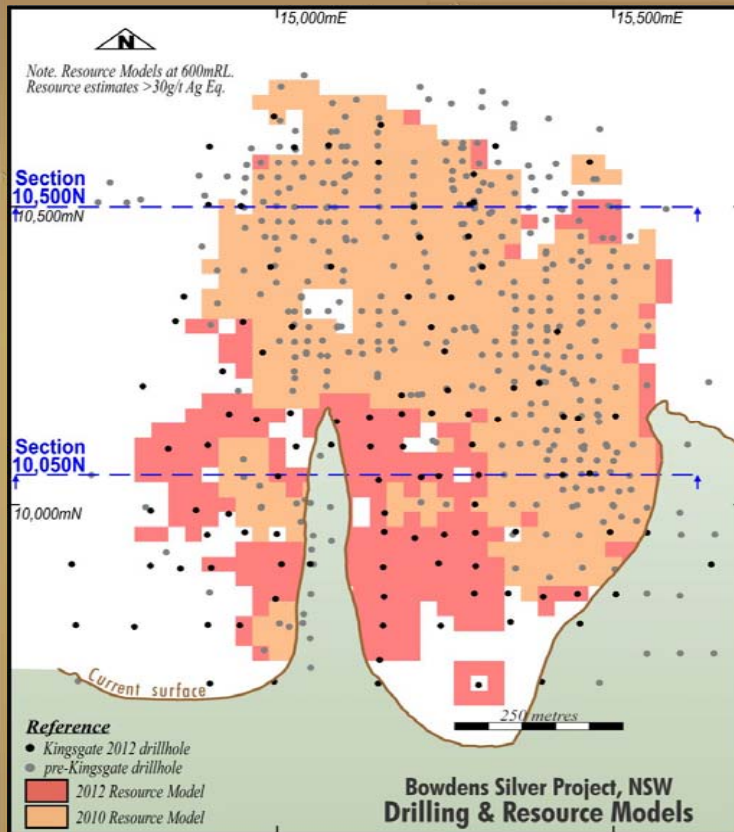 15,000mE
15,500mE
N
Note. Resource Models at 600mRL.
Resource estimates >30g/t Ag Eq.
Section
10,500N
10,500mN
Section
10,050N
10,000mN
Current surface
250 metres
Reference
Kingsgate 2012 drillhole
pre-Kingsgate drillhole
2012 Resource Model
2010 Resource Model
Bowdens Silver Project, NSW
Drilling & Resource Models